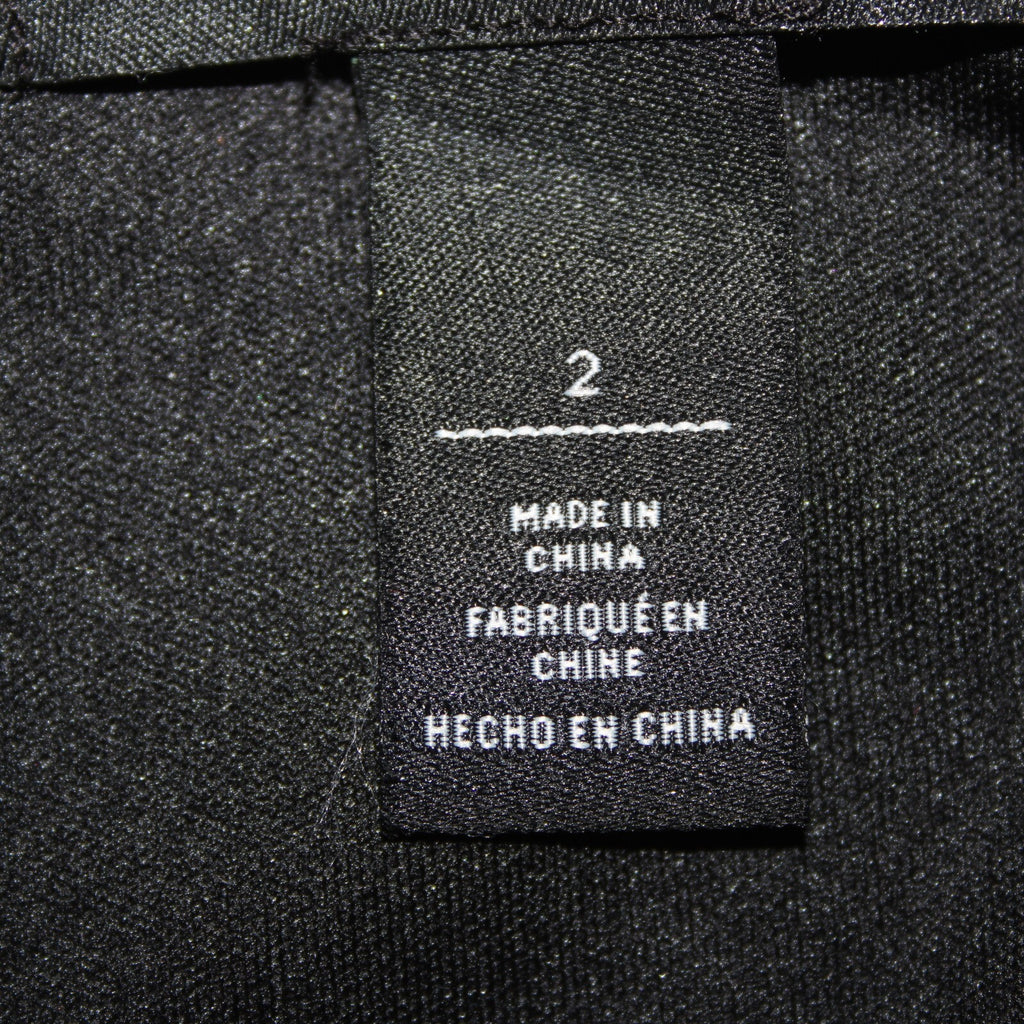 2
MADE IN
CHINA
FABRIQUÉ EN
CHINE
HECHO EN CHINA